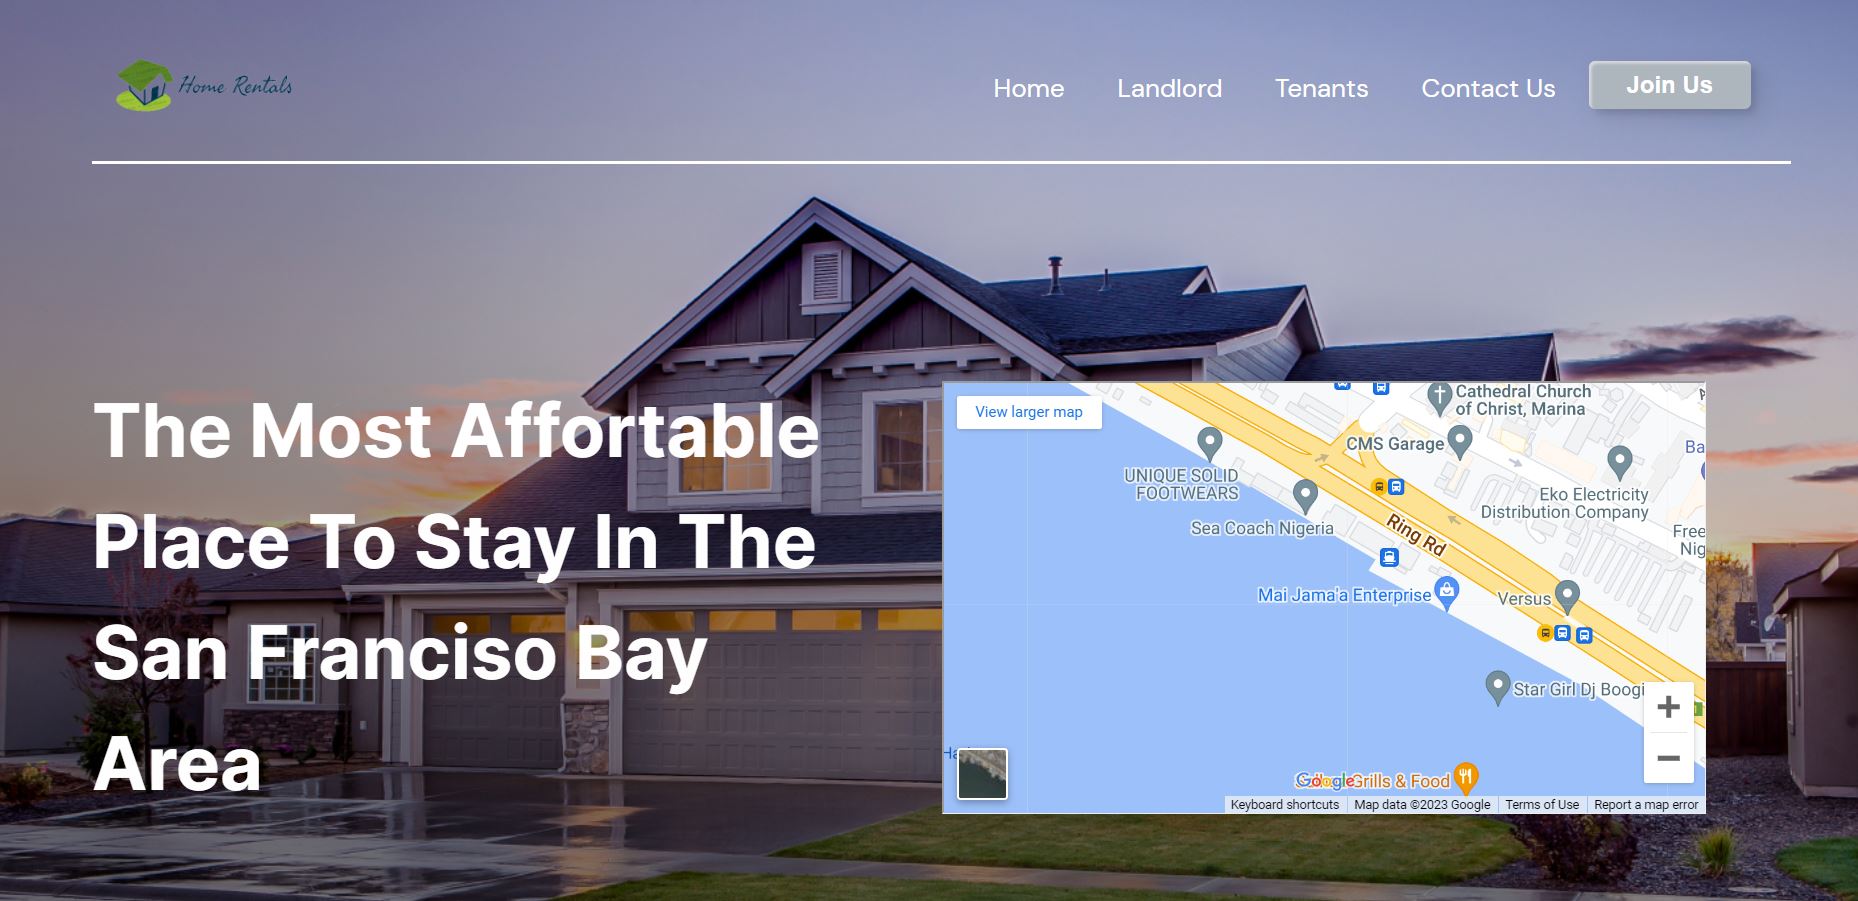 Home Rentals
Home
Landlord
Tenants
Contact Us
Join Us
The Most Affortable
Place To Stay In The
San Franciso Bay
Area
View larger map
Cathedral Church
of Christ, Marina
CMS Garage
UNIQUE SOLID
FOOTWEARS
Eko Electricity
Distribution Company
Sea Coach Nigeria
Ring Rd
Mai Jama'a Enterprise
Versus
Star Girl Dj Boogi
Google
Grills & Food
Keyboard shortcuts
Map data ©2023 Google
Terms of Use
Report a map error